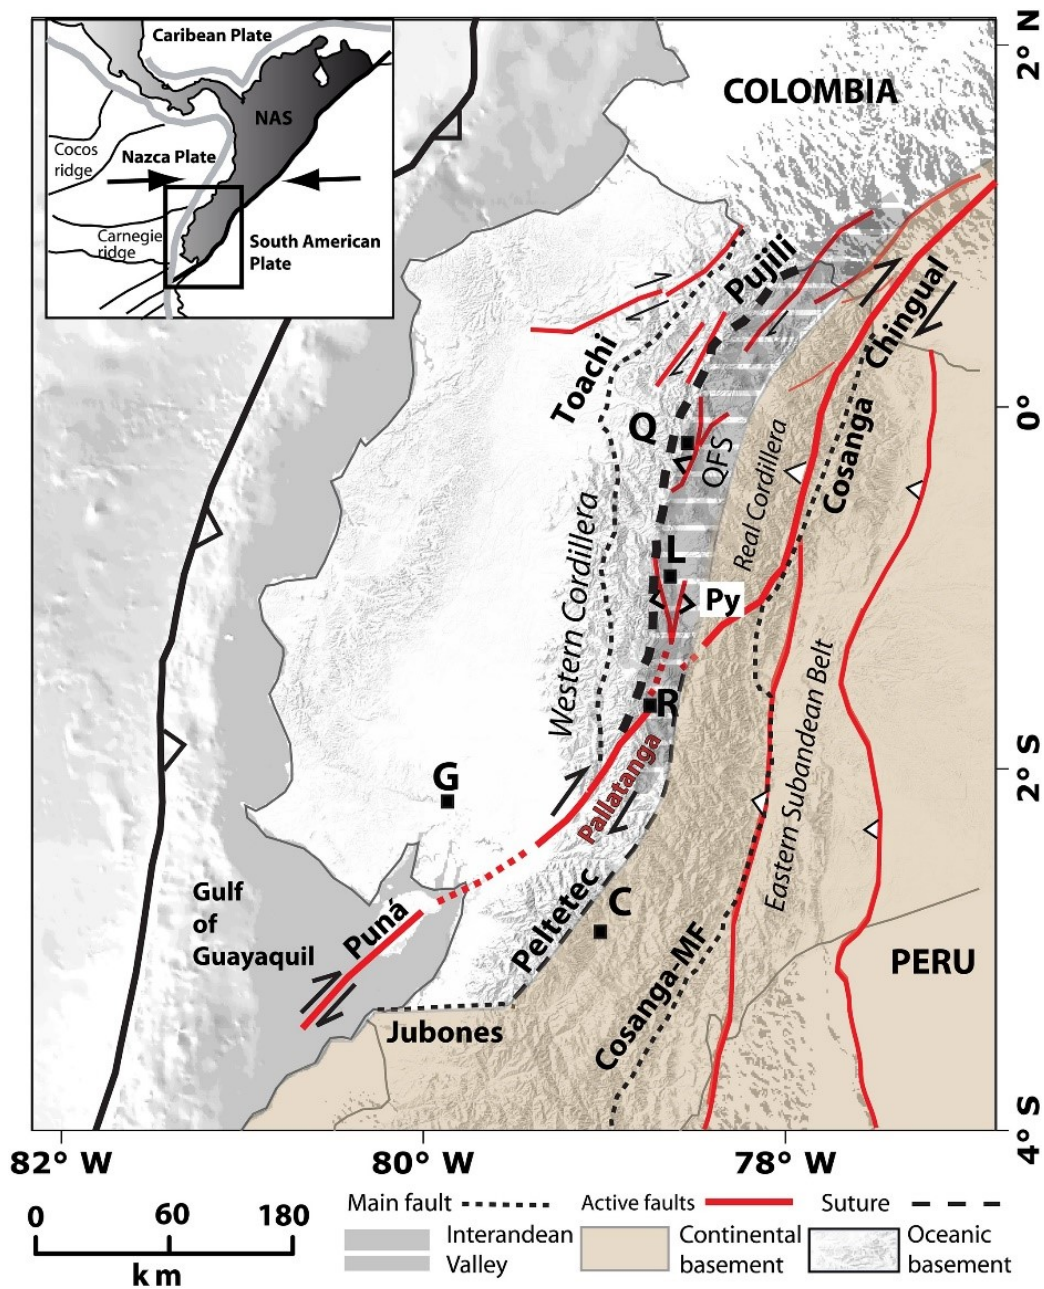 Caribean Plate
NAS
Cocos
ridge
Nazca Plate
Carnegie
ridge
South American
Plate
COLOMBIA
2° N
Pujili
Chingual
Toachi
Q
QFS
0°
Real Cordillera
Cosanga
Western Cordillera
L
Py
R
Pallatanga
Eastern Subandean Belt
G
2° S
Gulf
of
Guayaquil
Puná
Peltetec
C
Cosanga-MF
PERU
Jubones
4° S
82° W
80° W
78° W
0
60
180
km
Main fault
Active faults
Suture
Interandean
Valley
Continental
basement
Oceanic
basement